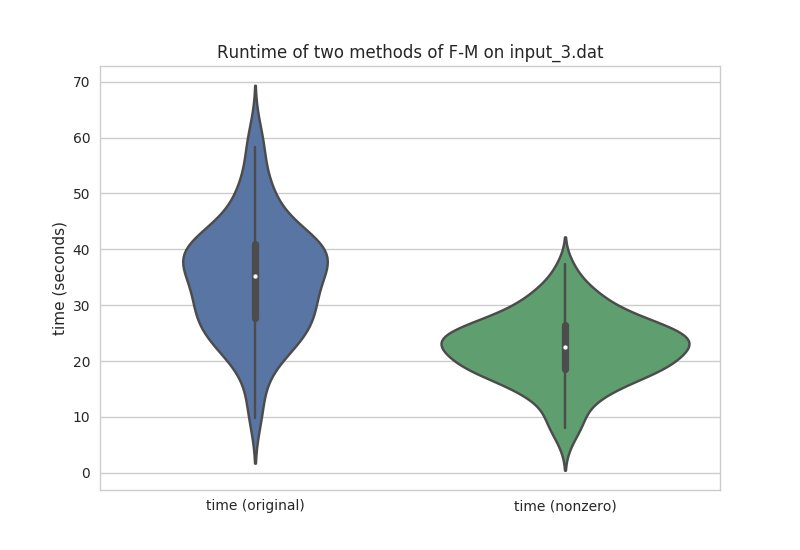 Runtime of two methods of F-M on input_3.dat
70
60
50
40
30
20
10
0
time (seconds)
time (original)
time (nonzero)